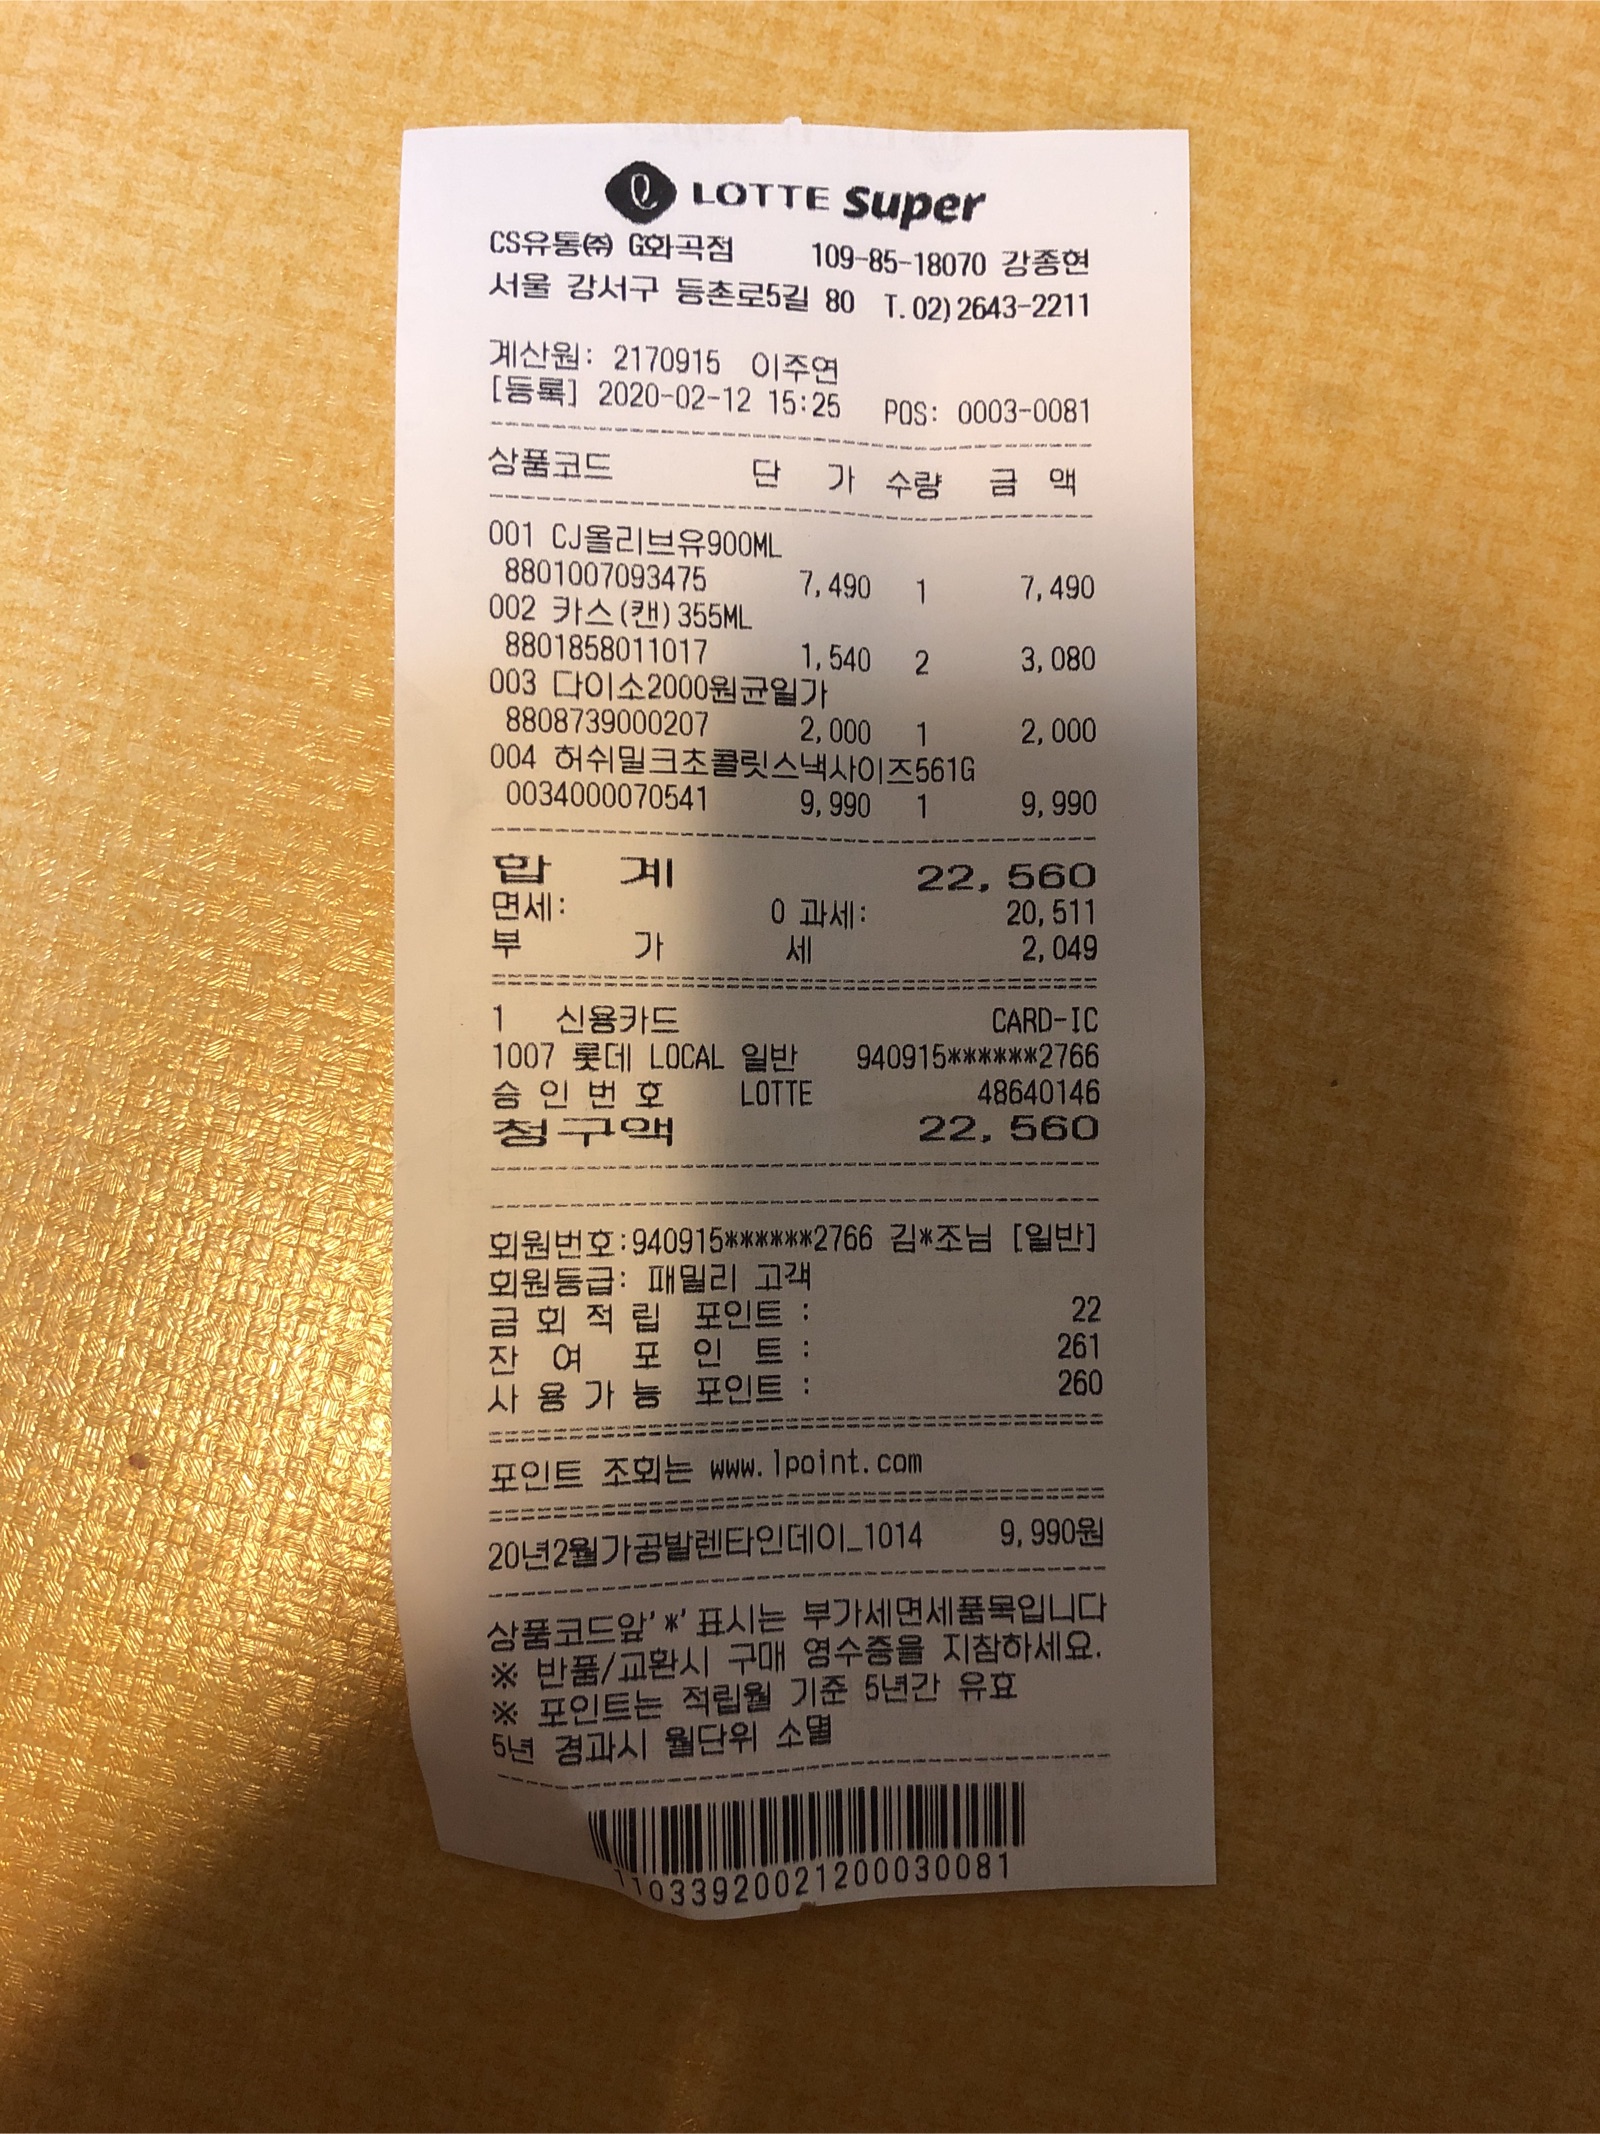 LOTTE Super
CS유통㈜ G화곡점 109-85-18070 강종현
서울 강서구 등촌로5길 80 T.02)2643-2211
계산원: 2170915 이주연
[등록] 2020-02-12 15:25 POS: 0003-0081
상품코드 단 가 수량 금 액
001 CJ올리브유900ML
8801007093475 7,490 1 7,490
002 카스(캔)355ML
8801858011017 1,540 2 3,080
003 다이소2000원균일가
8808739000207 2,000 1 2,000
004 허쉬밀크초콜릿스낵사이즈561G
0034000070541 9,990 1 9,990
합 계 22,560
면세: 0 과세: 20,511
부 가 세 2,049
1 신용카드 CARD-IC
1007 롯데 LOCAL 일반 940915******2766
승 인 번 호 LOTTE 48640146
청구액 22,560
회원번호:940915******2766 김*조님 [일반]
회원등급: 패밀리 고객
금 회 적 립 포인트 : 22
잔 여 포 인 트 : 261
사 용 가 능 포인트 : 260
포인트 조회는 www.lpoint.com
20년2월가공발렌타인데이_1014 9,990원
상품코드앞'*'표시는 부가세면세품목입니다
※ 반품/교환시 구매 영수증을 지참하세요.
※ 포인트는 적립월 기준 5년간 유효
5년 경과시 월단위 소멸
11033920021200030081